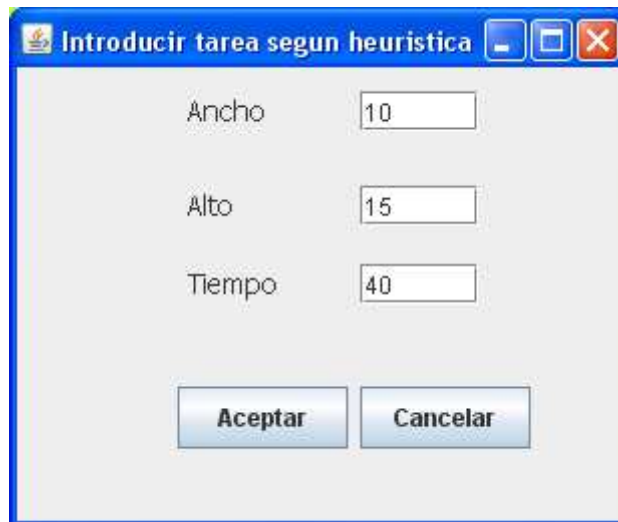 Introducir tarea segun heuristica
Ancho 10
Alto 15
Tiempo 40
Aceptar Cancelar